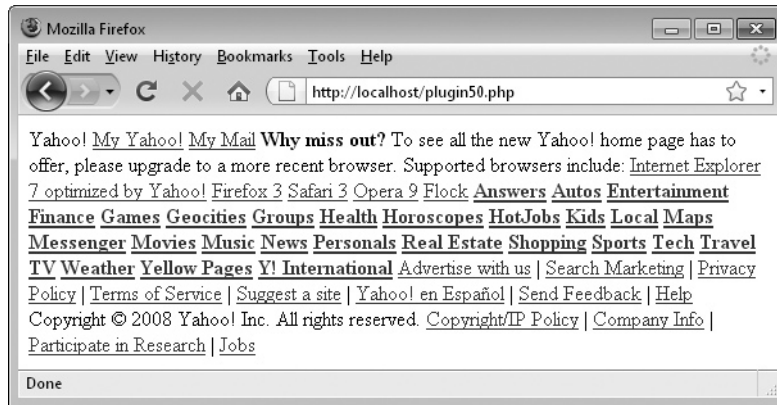 Mozilla Firefox
File Edit View History Bookmarks Tools Help
http://localhost/plugin50.php
Yahoo! My Yahoo! My Mail Why miss out? To see all the new Yahoo! home page has to
offer, please upgrade to a more recent browser. Supported browsers include: Internet Explorer
7 optimized by Yahoo! Firefox 3 Safari 3 Opera 9 Flock Answers Autos Entertainment
Finance Games Geocities Groups Health Horoscopes HotJobs Kids Local Maps
Messenger Movies Music News Personals Real Estate Shopping Sports Tech Travel
TV Weather Yellow Pages Y! International Advertise with us | Search Marketing | Privacy
Policy | Terms of Service | Suggest a site | Yahoo! en Español | Send Feedback | Help
Copyright © 2008 Yahoo! Inc. All rights reserved. Copyright/IP Policy | Company Info |
Participate in Research | Jobs
Done